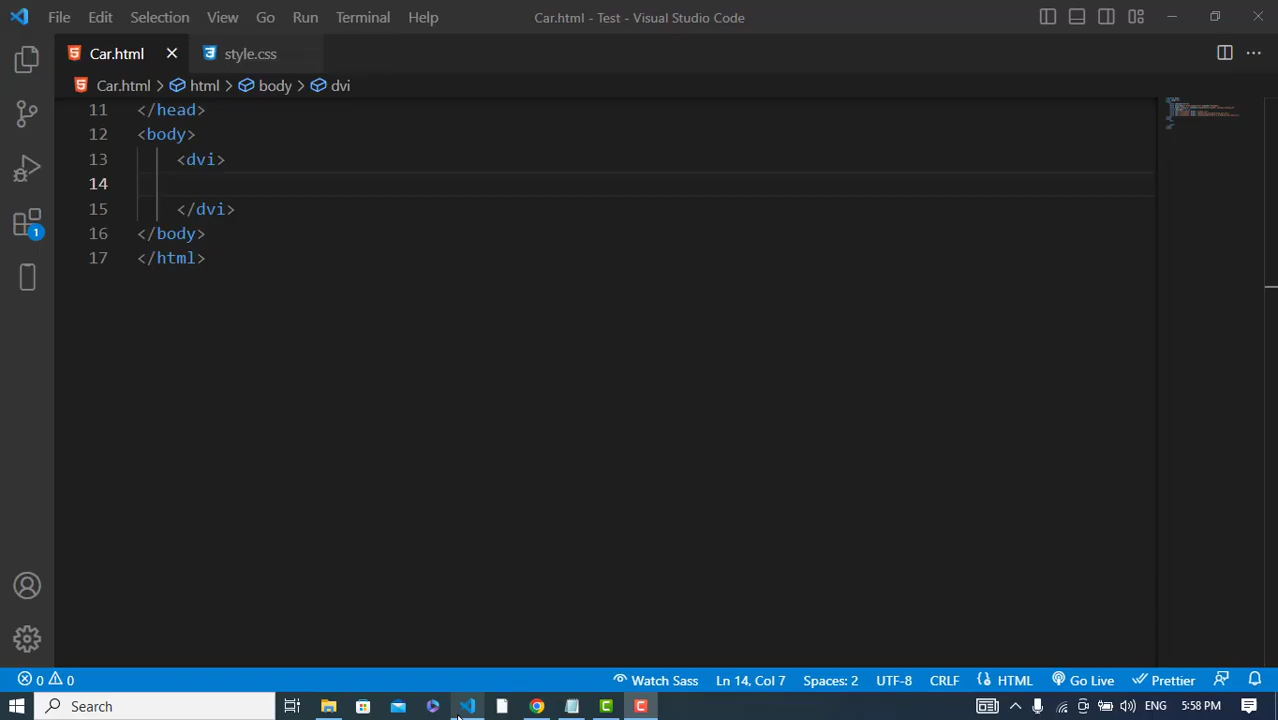 File Edit Selection View Go Run Terminal Help Car.html - Test - Visual Studio Code
Car.html style.css
Car.html > html > body > dvi
11 </head>
12 <body>
13 <dvi>
14
15 </dvi>
16 </body>
17 </html>
1
0 0 Watch Sass Ln 14, Col 7 Spaces: 2 UTF-8 CRLF HTML Go Live Prettier
Search ENG 5:58 PM